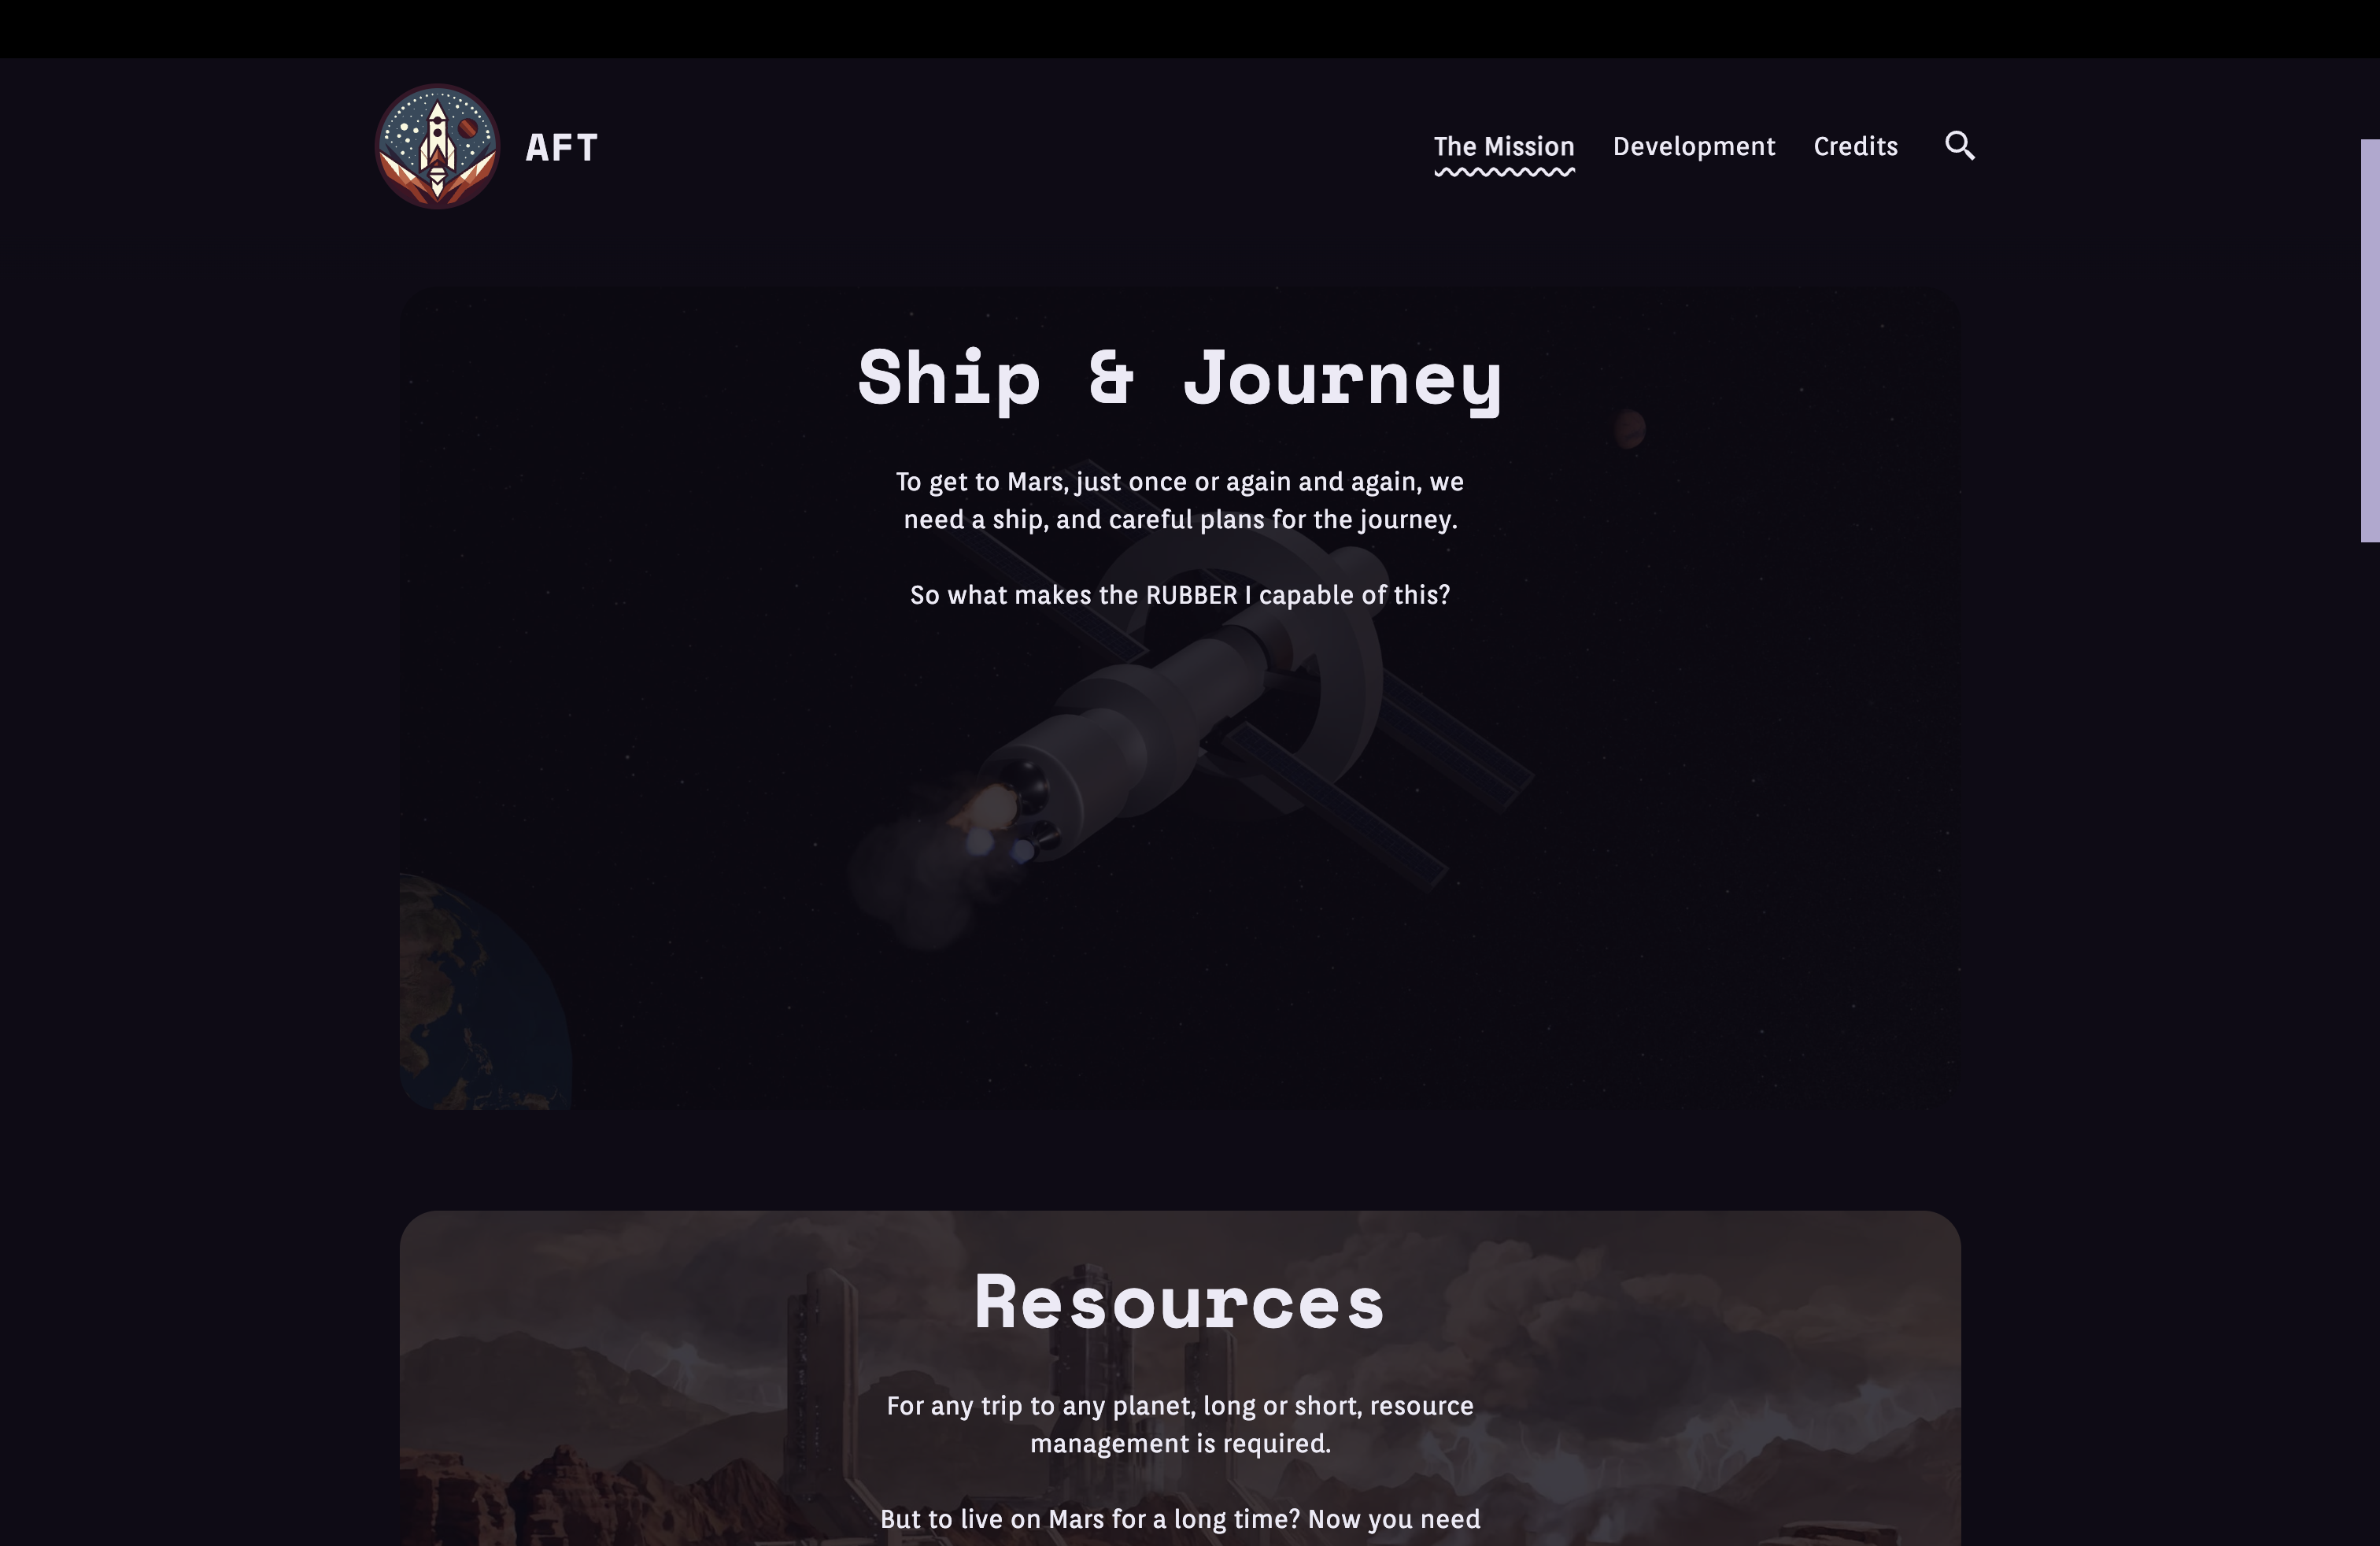 AFT
The Mission
Development
Credits
Ship & Journey
To get to Mars, just once or again and again, we
need a ship, and careful plans for the journey.
So what makes the RUBBER I capable of this?
Resources
For any trip to any planet, long or short, resource
management is required.
But to live on Mars for a long time? Now you need